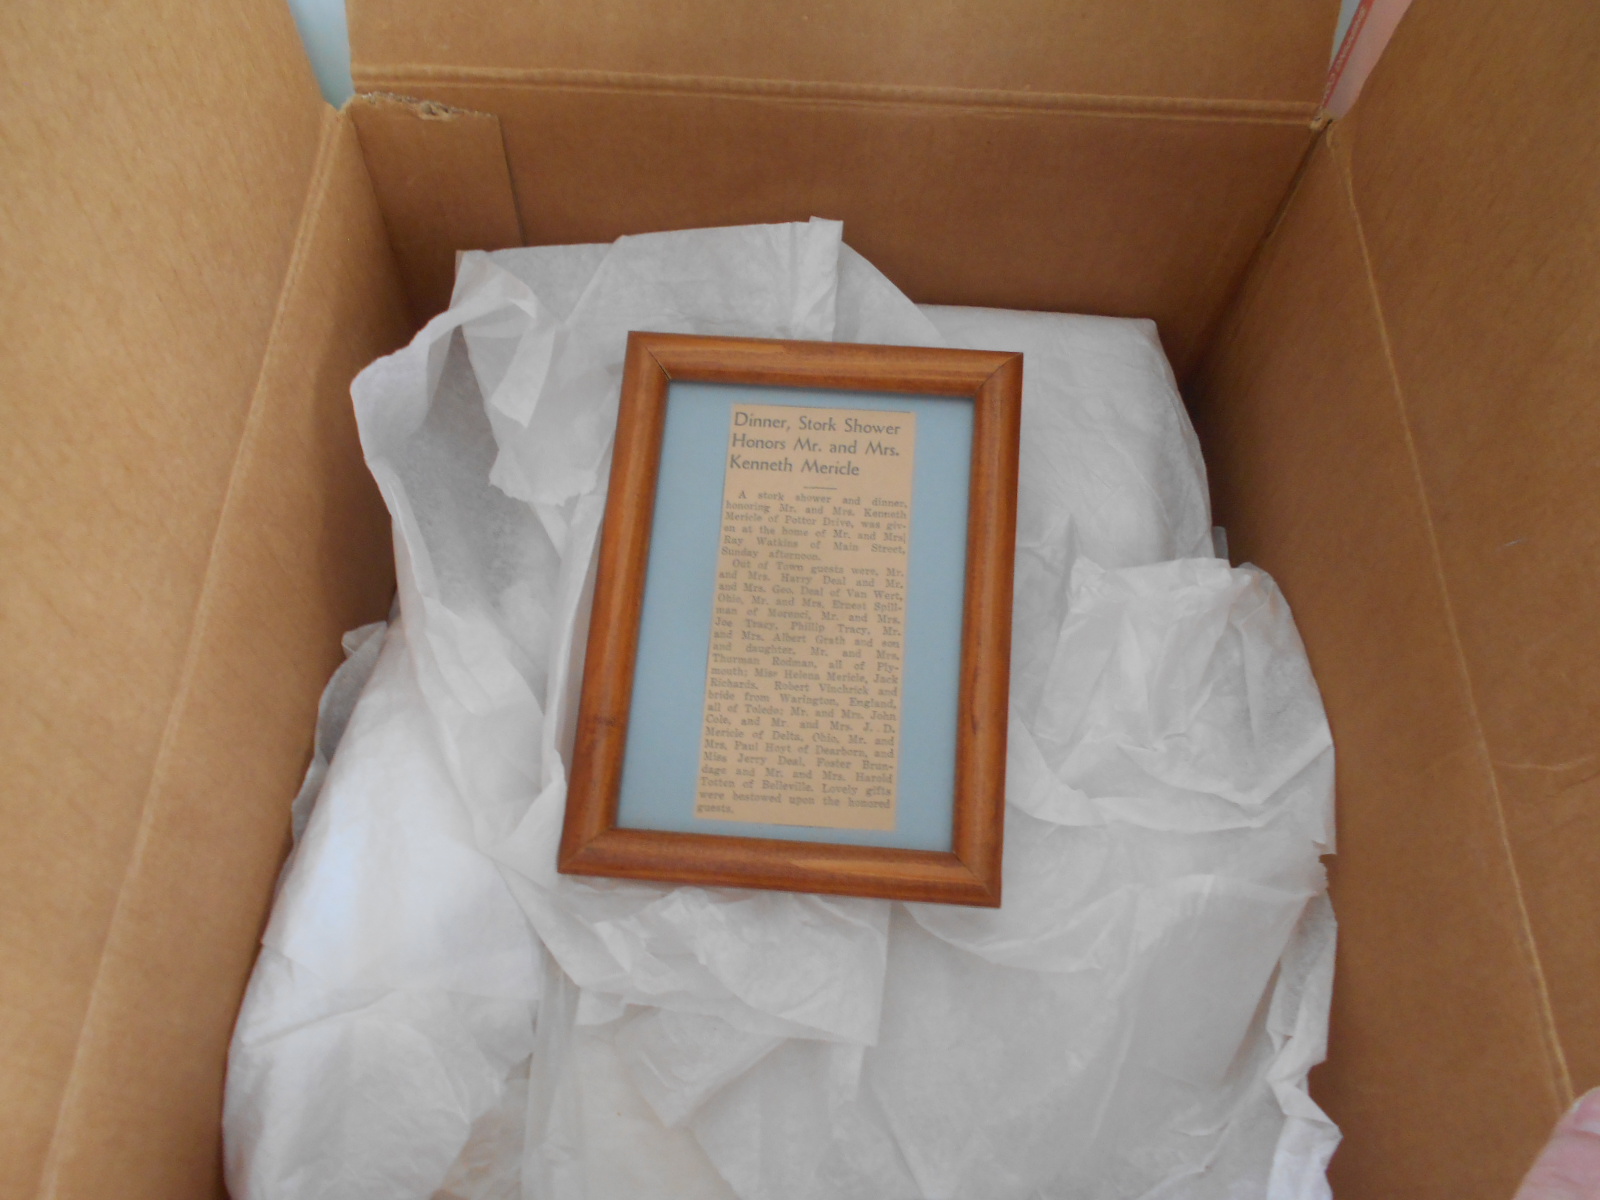 Dinner, Stork Shower
Honors Mr. and Mrs.
Kenneth Mericle
A stork shower and dinner,
honoring Mr. and Mrs. Kenneth
Mericle of Potter Drive, was giv-
en at the home of Mr. and Mrs.
Ray Watkins of Main Street,
Sunday afternoon.
Out of Town guests were, Mr.
and Mrs. Harry Deal and Mr.
and Mrs. Geo. Deal of Van Wert,
Ohio, Mr. and Mrs. Ernest Spill-
man of Morenci, Mr. and Mrs.
Joe Tracy, Phillip Tracy, Mr.
and Mrs. Albert Groth and son
and daughter, Mr. and Mrs.
Thurman Rodman, all of Ply-
mouth; Miss Helena Mericle, Jack
Richards, Robert Vinchrick and
bride from Warington, England,
all of Toledo; Mr. and Mrs. John
Cole, and Mr. and Mrs. J. D.
Mericle of Delta, Ohio, Mr. and
Mrs. Paul Hoyt of Dearborn, and
Miss Jerry Deal, Foster Brun-
dage and Mr. and Mrs. Harold
Totten of Belleville. Lovely gifts
were bestowed upon the honored
guests.